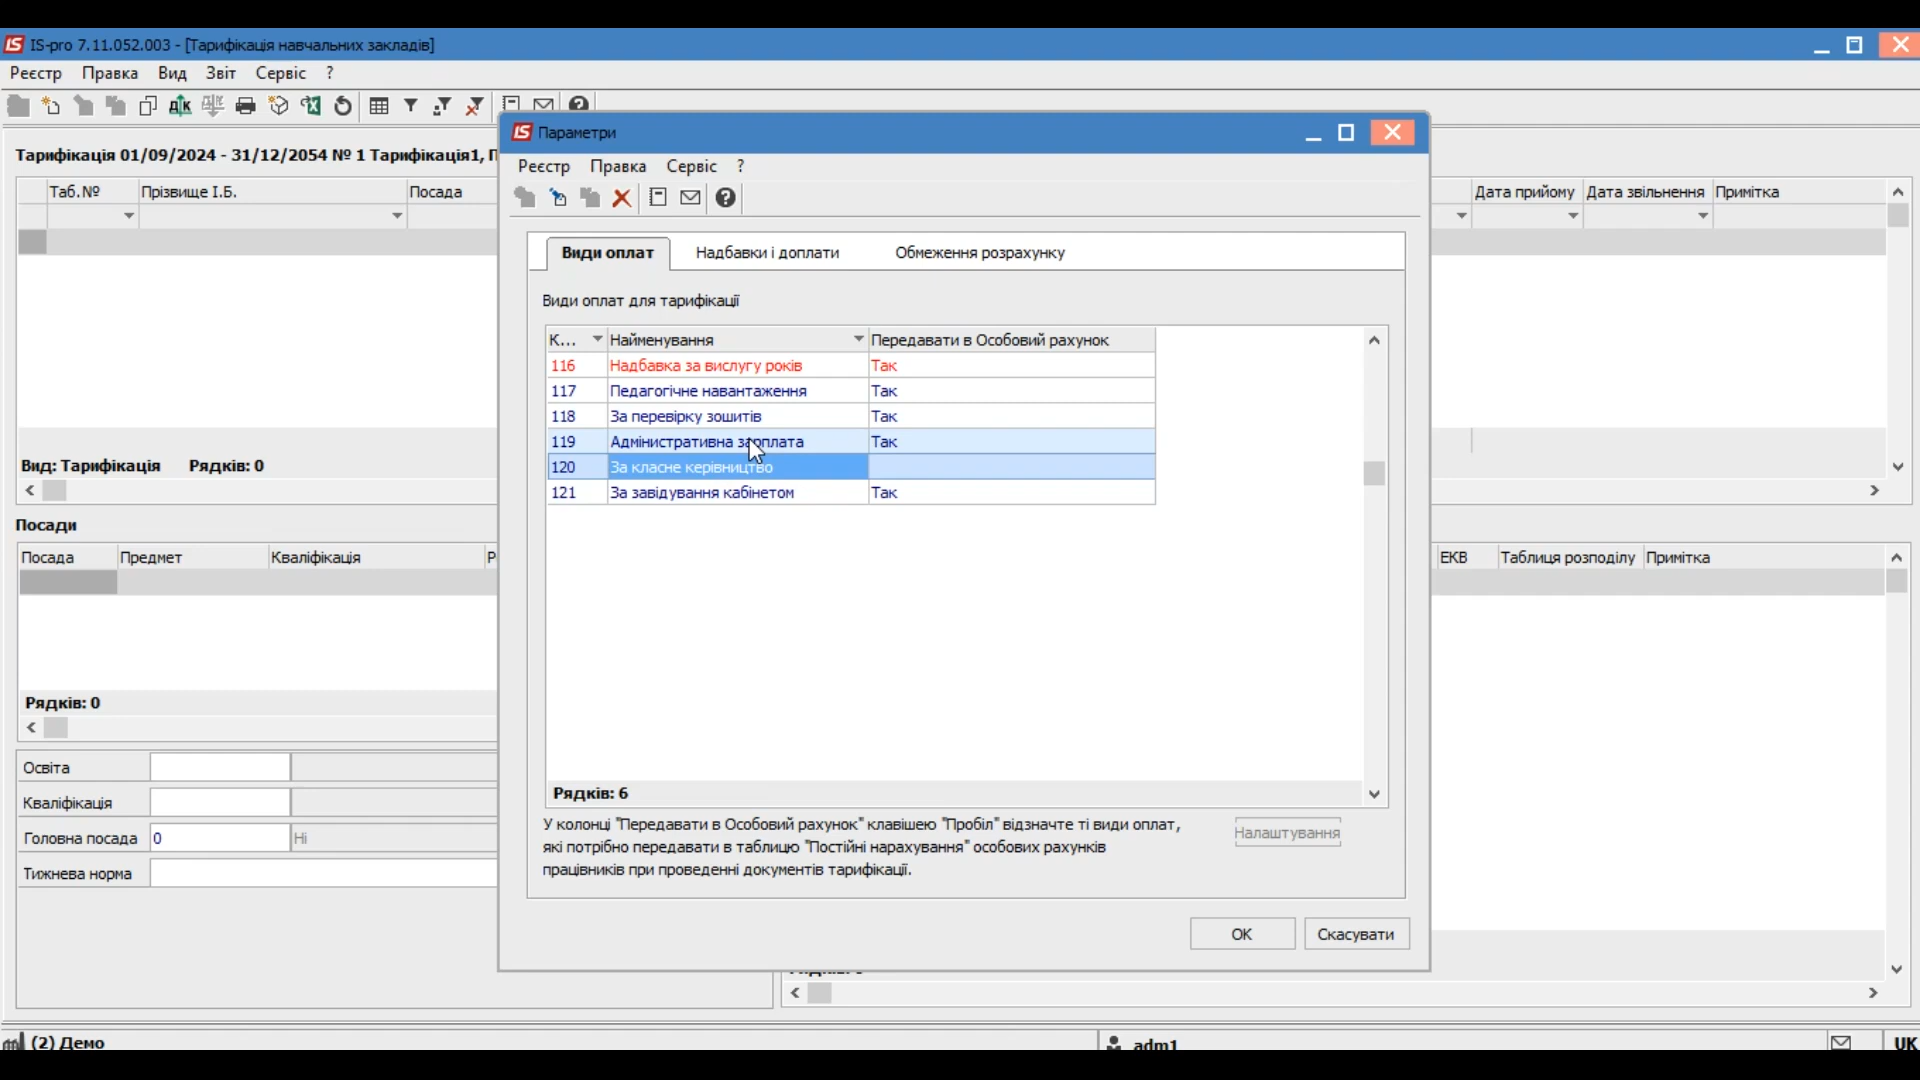 IS-pro 7.11.052.003 - [Тарифікація навчальних закладів]
Реєстр Правка Вид Звіт Сервіс ?
Тарифікація 01/09/2024 - 31/12/2054 № 1 Тарифікація1,
Таб.№ Прізвище І.Б. Посада
Дата прийому Дата звільнення Примітка
Вид: Тарифікація Рядків: 0
Посади
Посада Предмет Кваліфікація
ЕКВ Таблиця розподілу Примітка
Рядків: 0
Освіта
Кваліфікація
Головна посада 0 Ні
Тижнева норма
Параметри
Реєстр Правка Сервіс ?
Види оплат Надбавки і доплати Обмеження розрахунку
Види оплат для тарифікації
К... Найменування Передавати в Особовий рахунок
116 Надбавка за вислугу років Так
117 Педагогічне навантаження Так
118 За перевірку зошитів Так
119 Адміністративна зарплата Так
120 За класне керівництво
121 За завідування кабінетом Так
Рядків: 6
У колонці "Передавати в Особовий рахунок" клавішею "Пробіл" відзначте ті види оплат,
які потрібно передавати в таблицю "Постійні нарахування" особових рахунків
працівників при проведенні документів тарифікації.
Налаштування
ОК Скасувати
(2) Демо adm1 UK